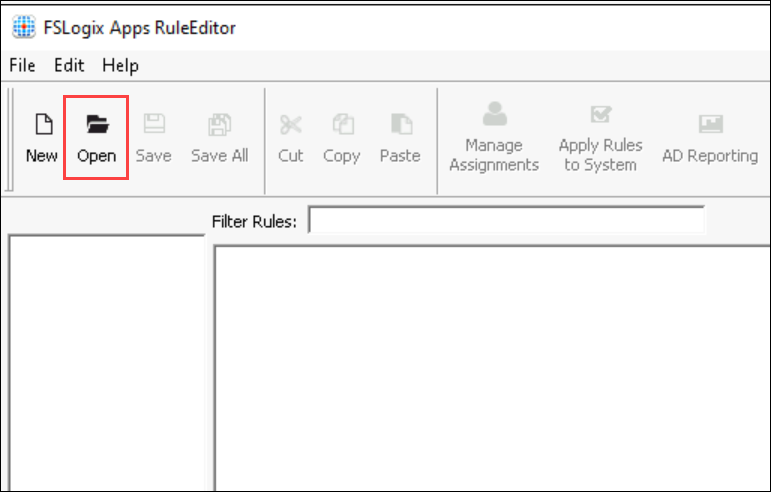 FSLogix Apps RuleEditor
File Edit Help
New Open Save Save All Cut Copy Paste Manage Assignments Apply Rules to System AD Reporting
Filter Rules: